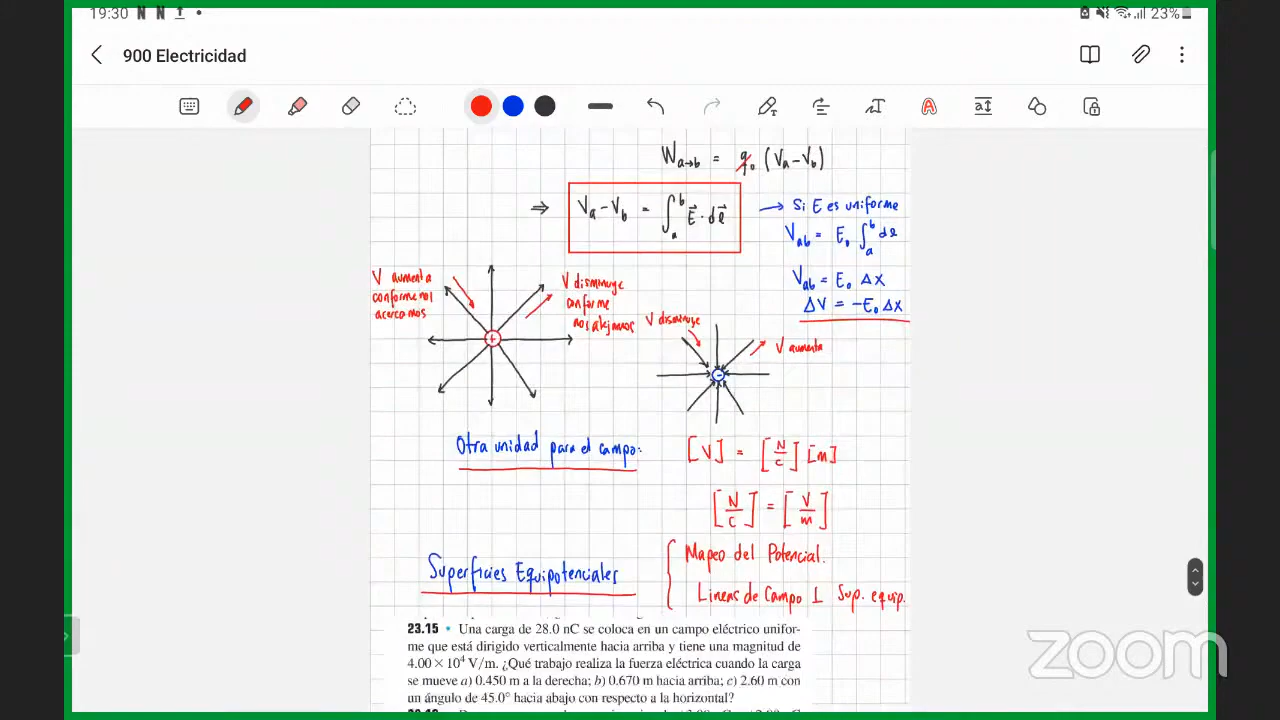 19:30
23%
900 Electricidad
W a→b = q₀ (Va - Vb)
⇒ Va - Vb = ∫ₐᵇ E⃗ · dl⃗
→ Si E es uniforme
Vab = E₀ ∫ₐᵇ dl
Vab = E₀ Δx
ΔV = -E₀ Δx
V aumenta
conforme nos
acercamos
V disminuye
conforme
nos alejamos
+
V disminuye
V aumenta
-
Otra unidad para el campo:
[V] = [N/C] [m]
[N/C] = [V/m]
Superficies Equipotenciales
Mapeo del Potencial.
Lineas de Campo ⊥ Sup. equip.
23.15 • Una carga de 28.0 nC se coloca en un campo eléctrico unifor-
me que está dirigido verticalmente hacia arriba y tiene una magnitud de
4.00 × 10⁴ V/m. ¿Qué trabajo realiza la fuerza eléctrica cuando la carga
se mueve a) 0.450 m a la derecha; b) 0.670 m hacia arriba; c) 2.60 m con
un ángulo de 45.0° hacia abajo con respecto a la horizontal?
zoom